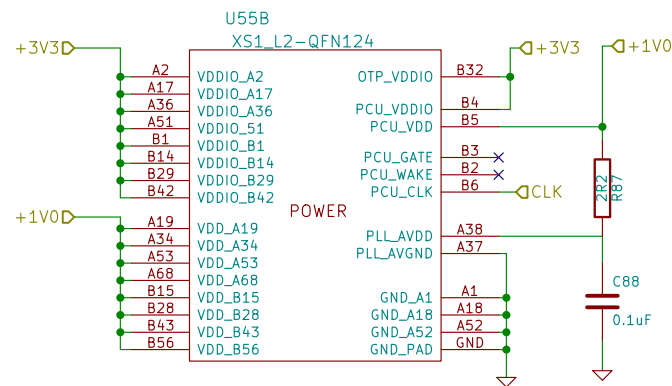 U55B
XS1_L2-QFN124
+3V3
+3V3
+1V0
A2 VDDIO_A2
A17 VDDIO_A17
A36 VDDIO_A36
A51 VDDIO_51
B1 VDDIO_B1
B14 VDDIO_B14
B29 VDDIO_B29
B42 VDDIO_B42
OTP_VDDIO B32
PCU_VDDIO B4
PCU_VDD B5
PCU_GATE B3
PCU_WAKE B2
PCU_CLK B6
CLK
2R2
R87
POWER
+1V0
A19 VDD_A19
A34 VDD_A34
A53 VDD_A53
A68 VDD_A68
B15 VDD_B15
B28 VDD_B28
B43 VDD_B43
B56 VDD_B56
PLL_AVDD A38
PLL_AVGND A37
GND_A1 A1
GND_A18 A18
GND_A52 A52
GND_PAD GND
C88
0.1uF